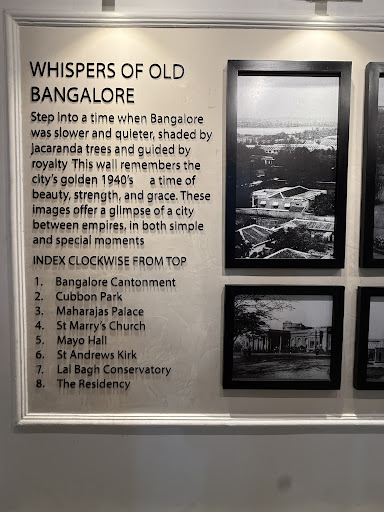 WHISPERS OF OLD
BANGALORE
Step into a time when Bangalore
was slower and quieter, shaded by
jacaranda trees and guided by
royalty This wall remembers the
city's golden 1940's a time of
beauty, strength, and grace. These
images offer a glimpse of a city
between empires, in both simple
and special moments
INDEX CLOCKWISE FROM TOP
1. Bangalore Cantonment
2. Cubbon Park
3. Maharajas Palace
4. St Marry's Church
5. Mayo Hall
6. St Andrews Kirk
7. Lal Bagh Conservatory
8. The Residency